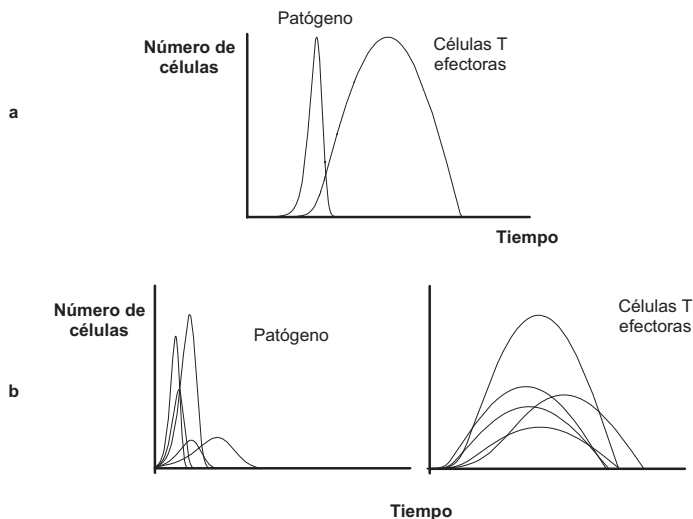 Patógeno
Número de
células
Células T
efectoras
a
Tiempo
Número de
células
Patógeno
Células T
efectoras
b
Tiempo